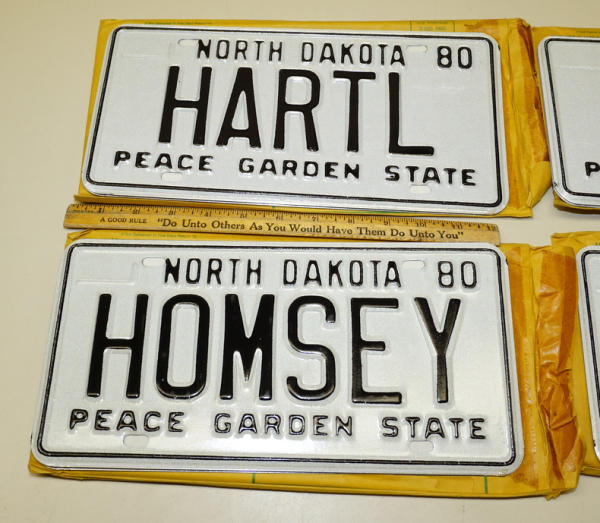 NORTH DAKOTA 80
HARTL
PEACE GARDEN STATE
P
A GOOD RULE "Do Unto Others As You Would Have Them Do Unto You"
NORTH DAKOTA 80
HOMSEY
PEACE GARDEN STATE